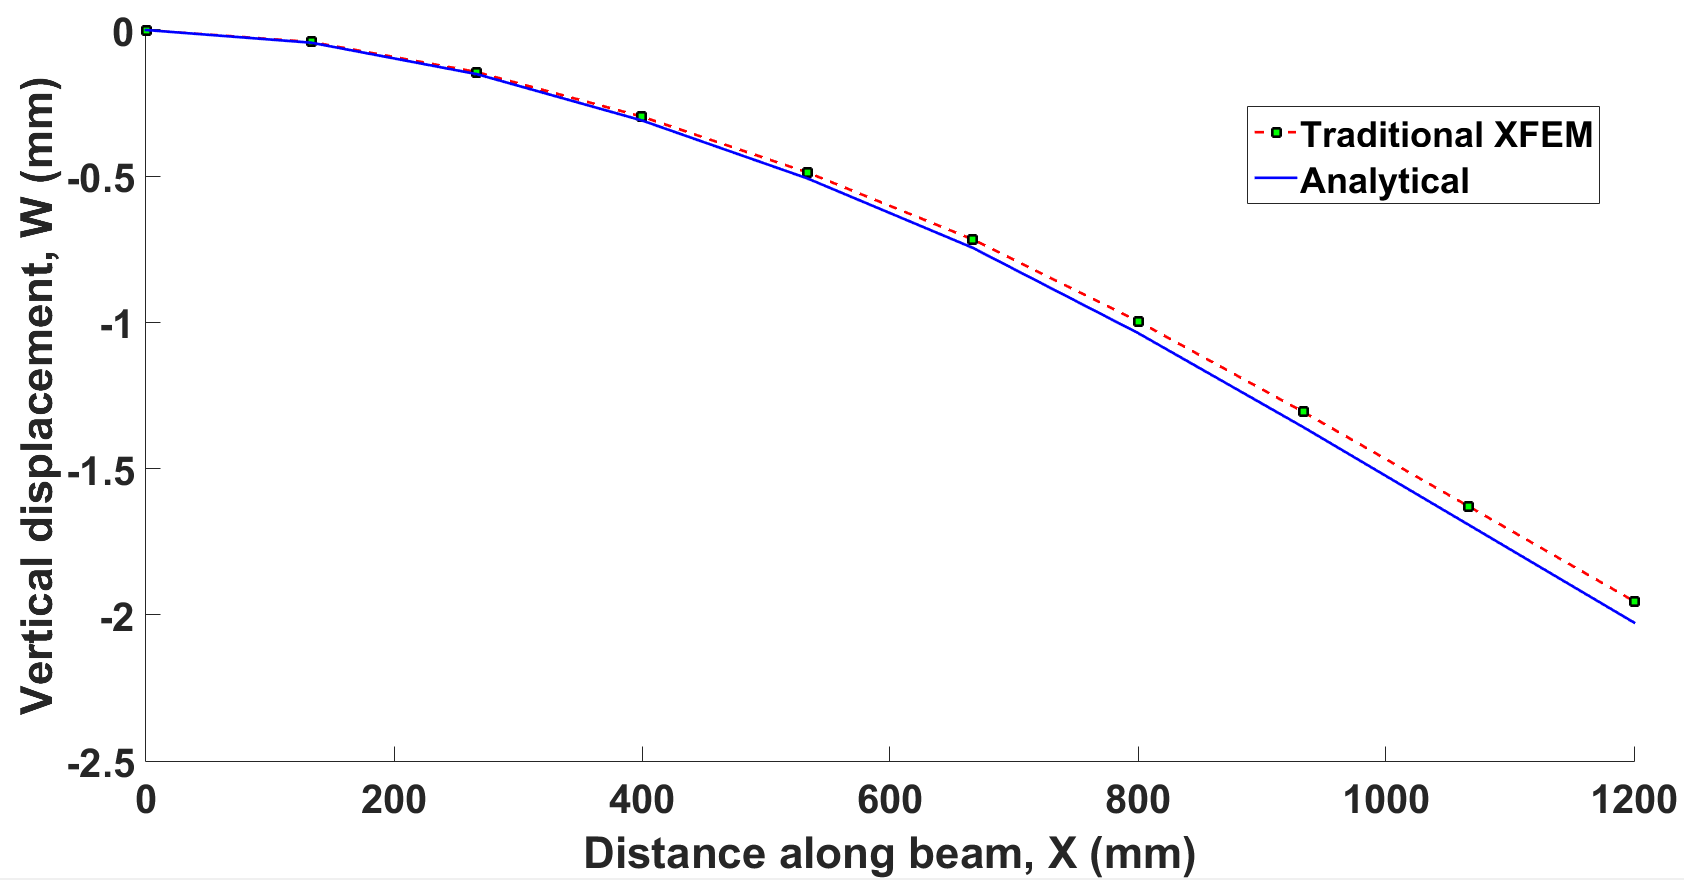 0
-0.5
-1
-1.5
-2
-2.5
Vertical displacement, W (mm)
Traditional XFEM
Analytical
0 200 400 600 800 1000 1200
Distance along beam, X (mm)